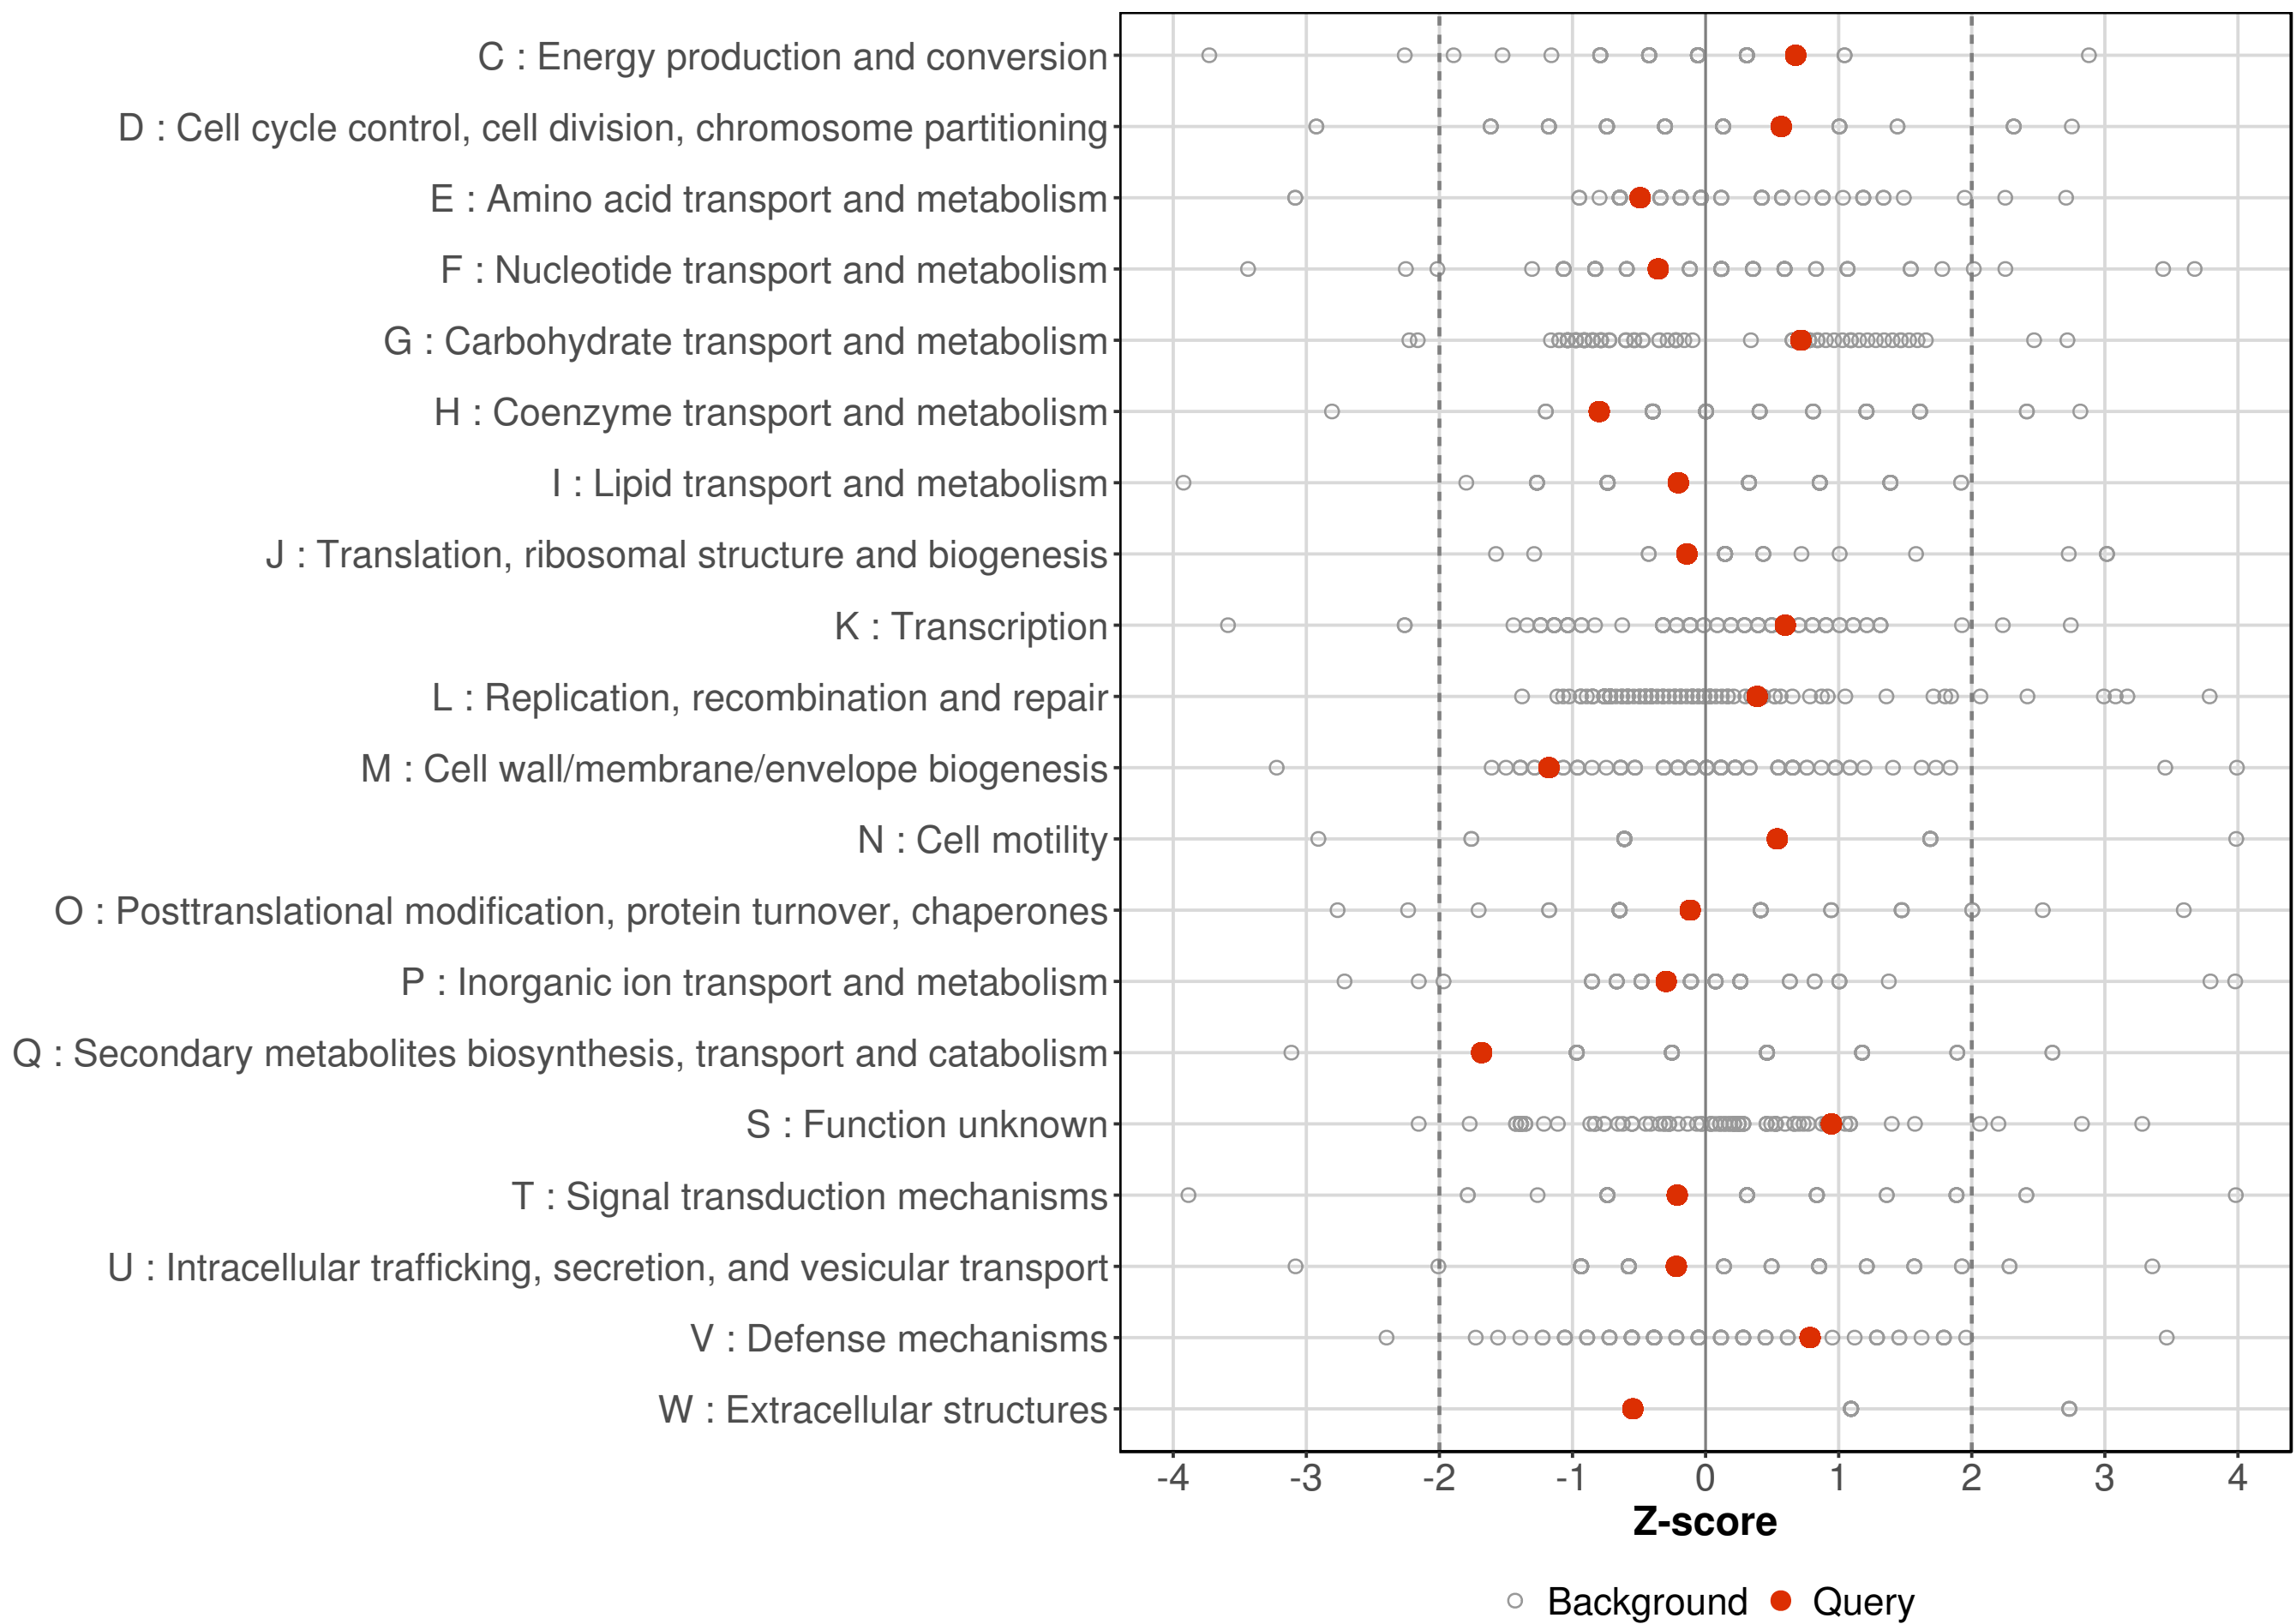 C : Energy production and conversion
D : Cell cycle control, cell division, chromosome partitioning
E : Amino acid transport and metabolism
F : Nucleotide transport and metabolism
G : Carbohydrate transport and metabolism
H : Coenzyme transport and metabolism
I : Lipid transport and metabolism
J : Translation, ribosomal structure and biogenesis
K : Transcription
L : Replication, recombination and repair
M : Cell wall/membrane/envelope biogenesis
N : Cell motility
O : Posttranslational modification, protein turnover, chaperones
P : Inorganic ion transport and metabolism
Q : Secondary metabolites biosynthesis, transport and catabolism
S : Function unknown
T : Signal transduction mechanisms
U : Intracellular trafficking, secretion, and vesicular transport
V : Defense mechanisms
W : Extracellular structures
-4 -3 -2 -1 0 1 2 3 4
Z-score
Background Query